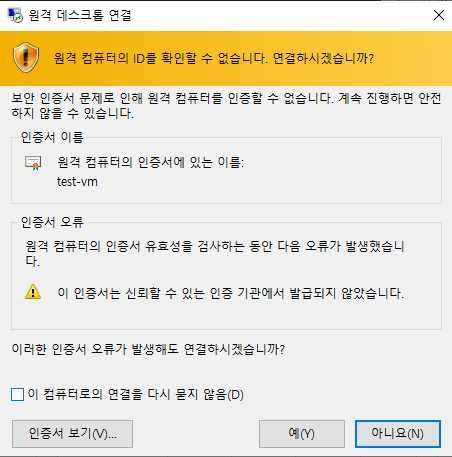 원격 데스크톱 연결
원격 컴퓨터의 ID를 확인할 수 없습니다. 연결하시겠습니까?
보안 인증서 문제로 인해 원격 컴퓨터를 인증할 수 없습니다. 계속 진행하면 안전
하지 않을 수 있습니다.
인증서 이름
원격 컴퓨터의 인증서에 있는 이름:
test-vm
인증서 오류
원격 컴퓨터의 인증서 유효성을 검사하는 동안 다음 오류가 발생했습니
다.
이 인증서는 신뢰할 수 있는 인증 기관에서 발급되지 않았습니다.
이러한 인증서 오류가 발생해도 연결하시겠습니까?
이 컴퓨터로의 연결을 다시 묻지 않음(D)
인증서 보기(V)...
예(Y)
아니요(N)